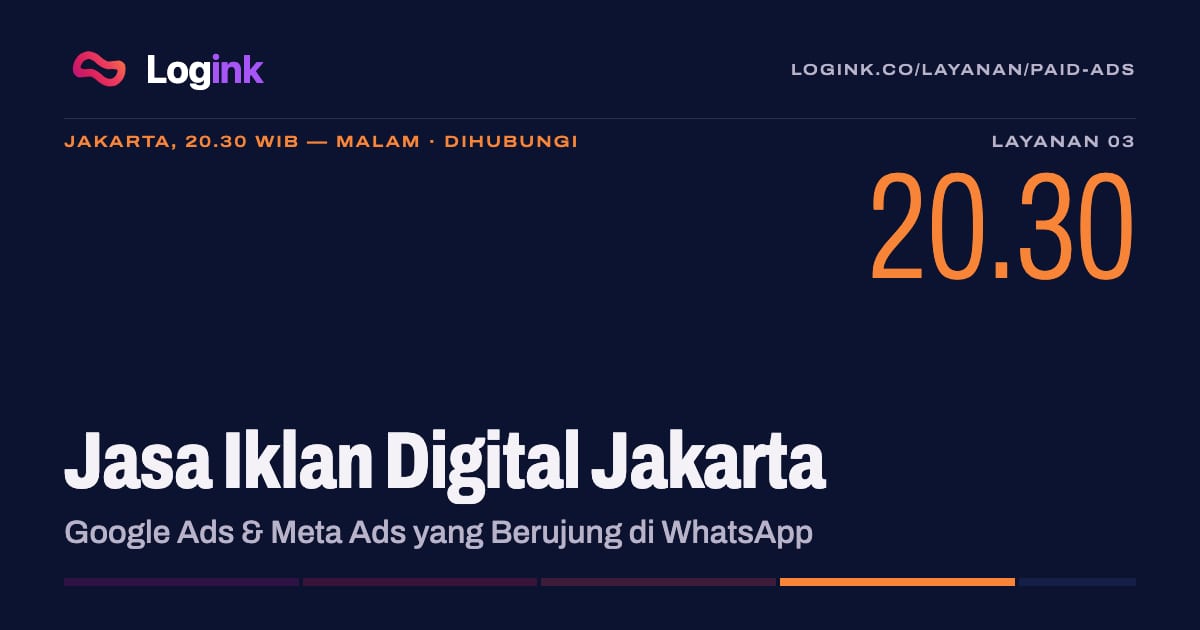 Logink
LOGINK.CO/LAYANAN/PAID-ADS
JAKARTA, 20.30 WIB — MALAM · DIHUBUNGI
LAYANAN 03
20.30
Jasa Iklan Digital Jakarta
Google Ads & Meta Ads yang Berujung di WhatsApp